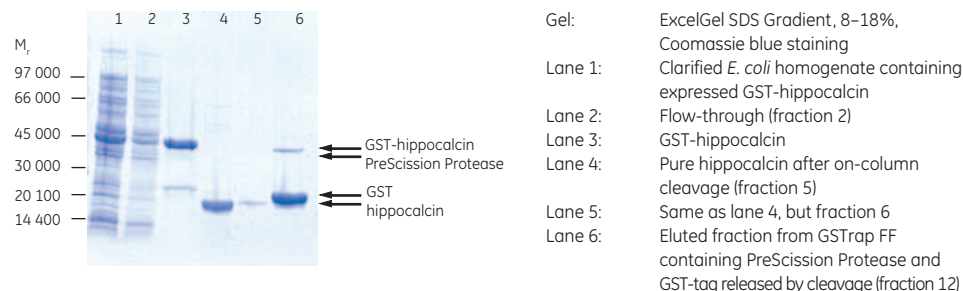 1 2 3 4 5 6
Mr
97 000
66 000
45 000
30 000
20 100
14 400
GST-hippocalcin
PreScission Protease
GST
hippocalcin
Gel: ExcelGel SDS Gradient, 8–18%,
Coomassie blue staining
Lane 1: Clarified E. coli homogenate containing
expressed GST-hippocalcin
Lane 2: Flow-through (fraction 2)
Lane 3: GST-hippocalcin
Lane 4: Pure hippocalcin after on-column
cleavage (fraction 5)
Lane 5: Same as lane 4, but fraction 6
Lane 6: Eluted fraction from GSTrap FF
containing PreScission Protease and
GST-tag released by cleavage (fraction 12)